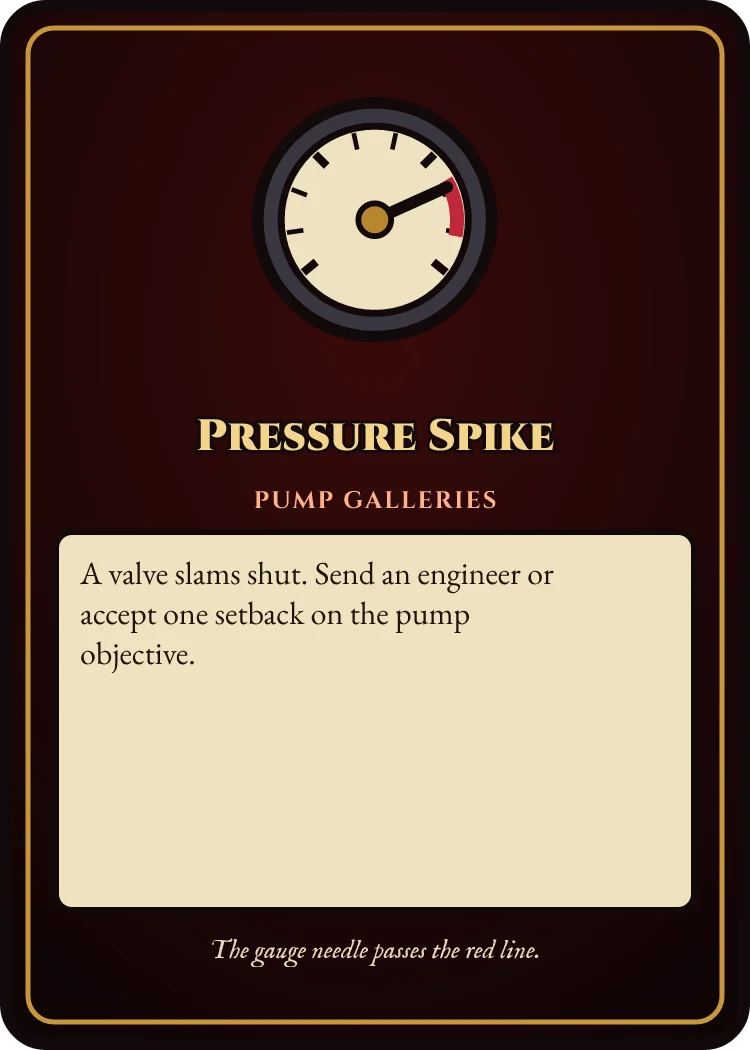 Pressure Spike
PUMP GALLERIES
A valve slams shut. Send an engineer or
accept one setback on the pump
objective.
The gauge needle passes the red line.